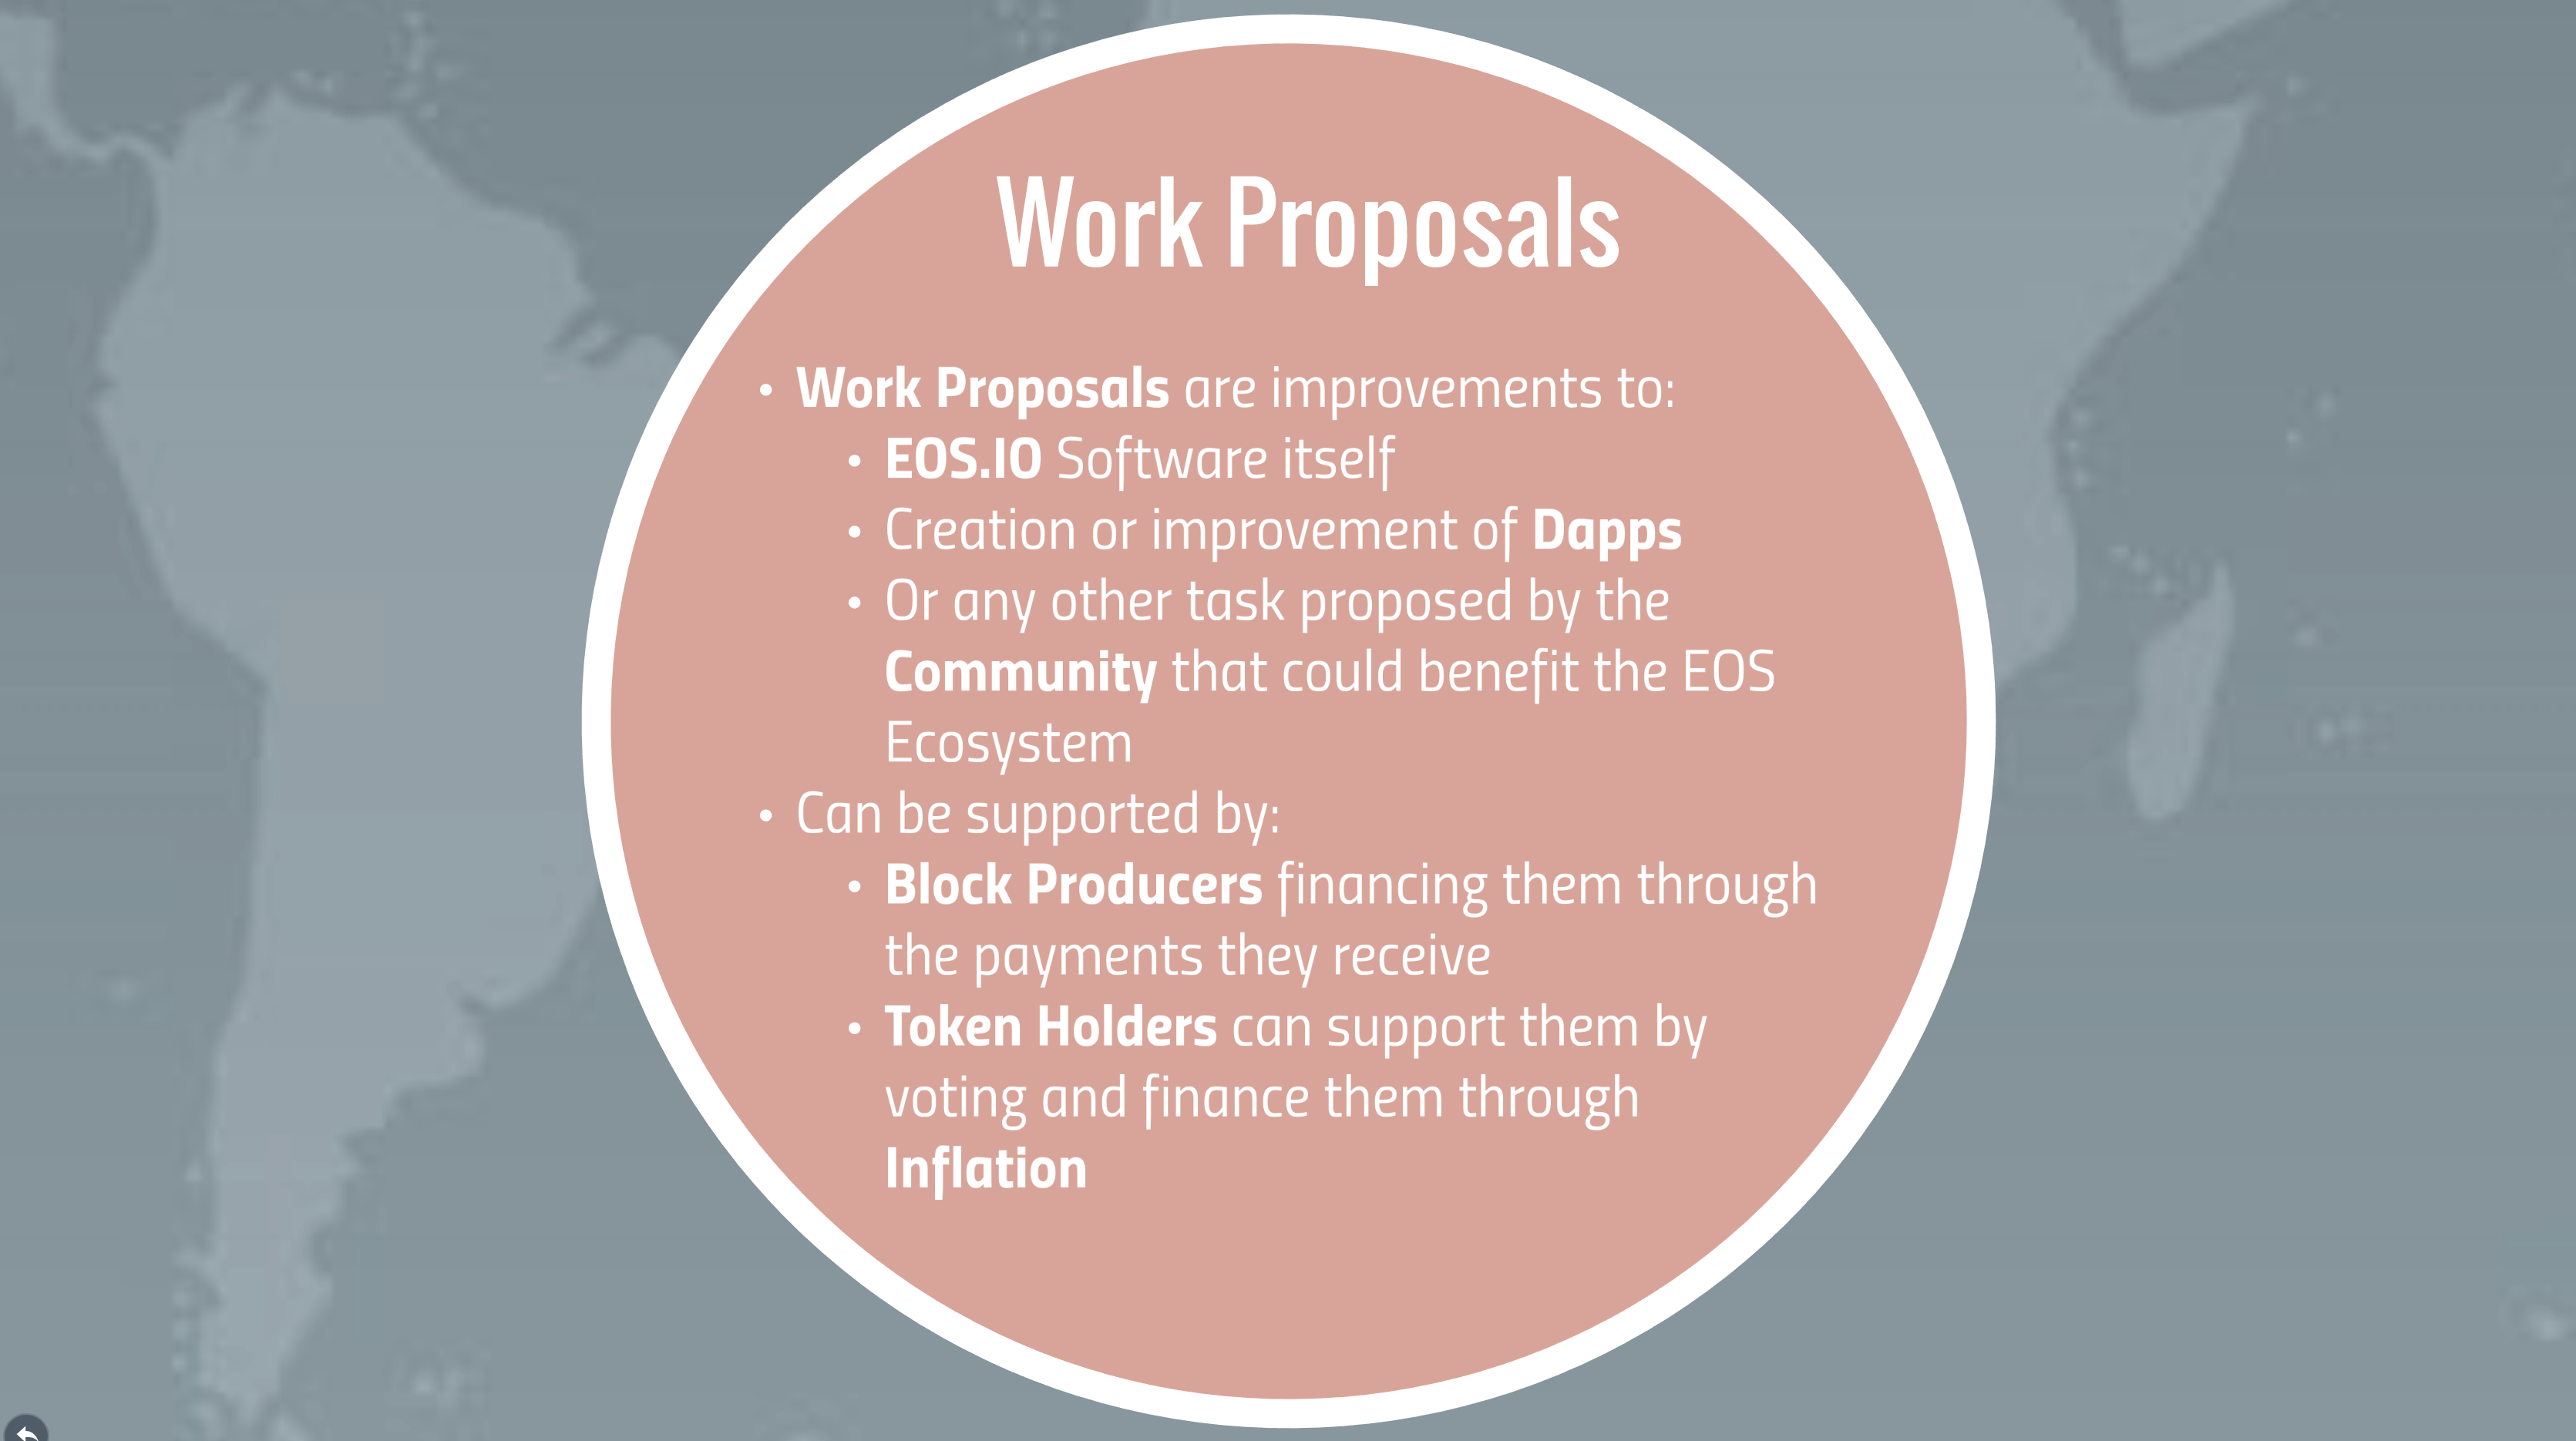 Work Proposals
• Work Proposals are improvements to:
• EOS.IO Software itself
• Creation or improvement of Dapps
• Or any other task proposed by the
Community that could benefit the EOS
Ecosystem
• Can be supported by:
• Block Producers financing them through
the payments they receive
• Token Holders can support them by
voting and finance them through
Inflation